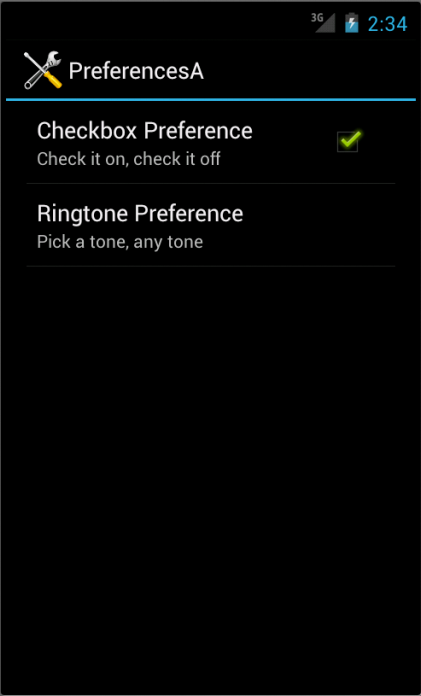 3G
2:34
PreferencesA
Checkbox Preference
Check it on, check it off
Ringtone Preference
Pick a tone, any tone